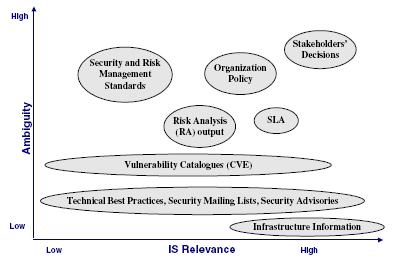 High
Stakeholders'
Decisions
Security and Risk
Management
Standards
Organization
Policy
Risk Analysis
(RA) output
SLA
Ambiguity
Vulnerability Catalogues (CVE)
Technical Best Practices, Security Mailing Lists, Security Advisories
Low
Infrastructure Information
Low
IS Relevance
High